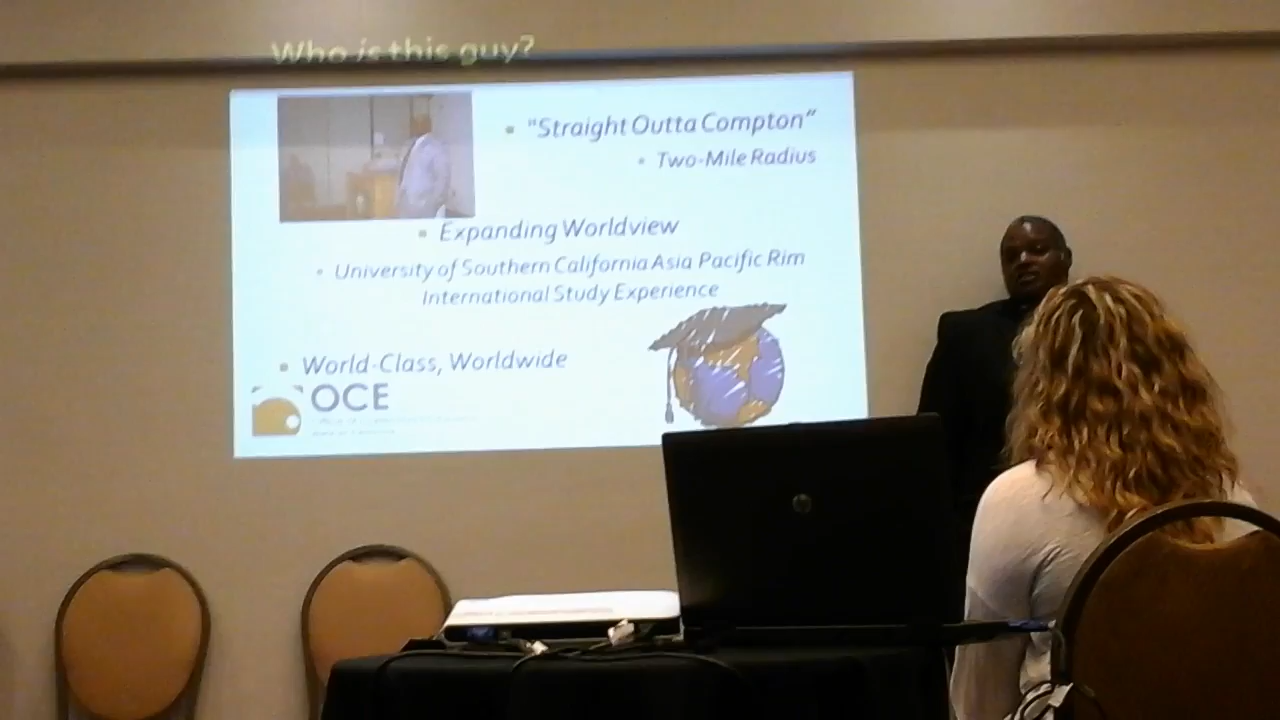 Who is this guy?
"Straight Outta Compton"
Two-Mile Radius
Expanding Worldview
University of Southern California Asia Pacific Rim
International Study Experience
World-Class, Worldwide
OCE